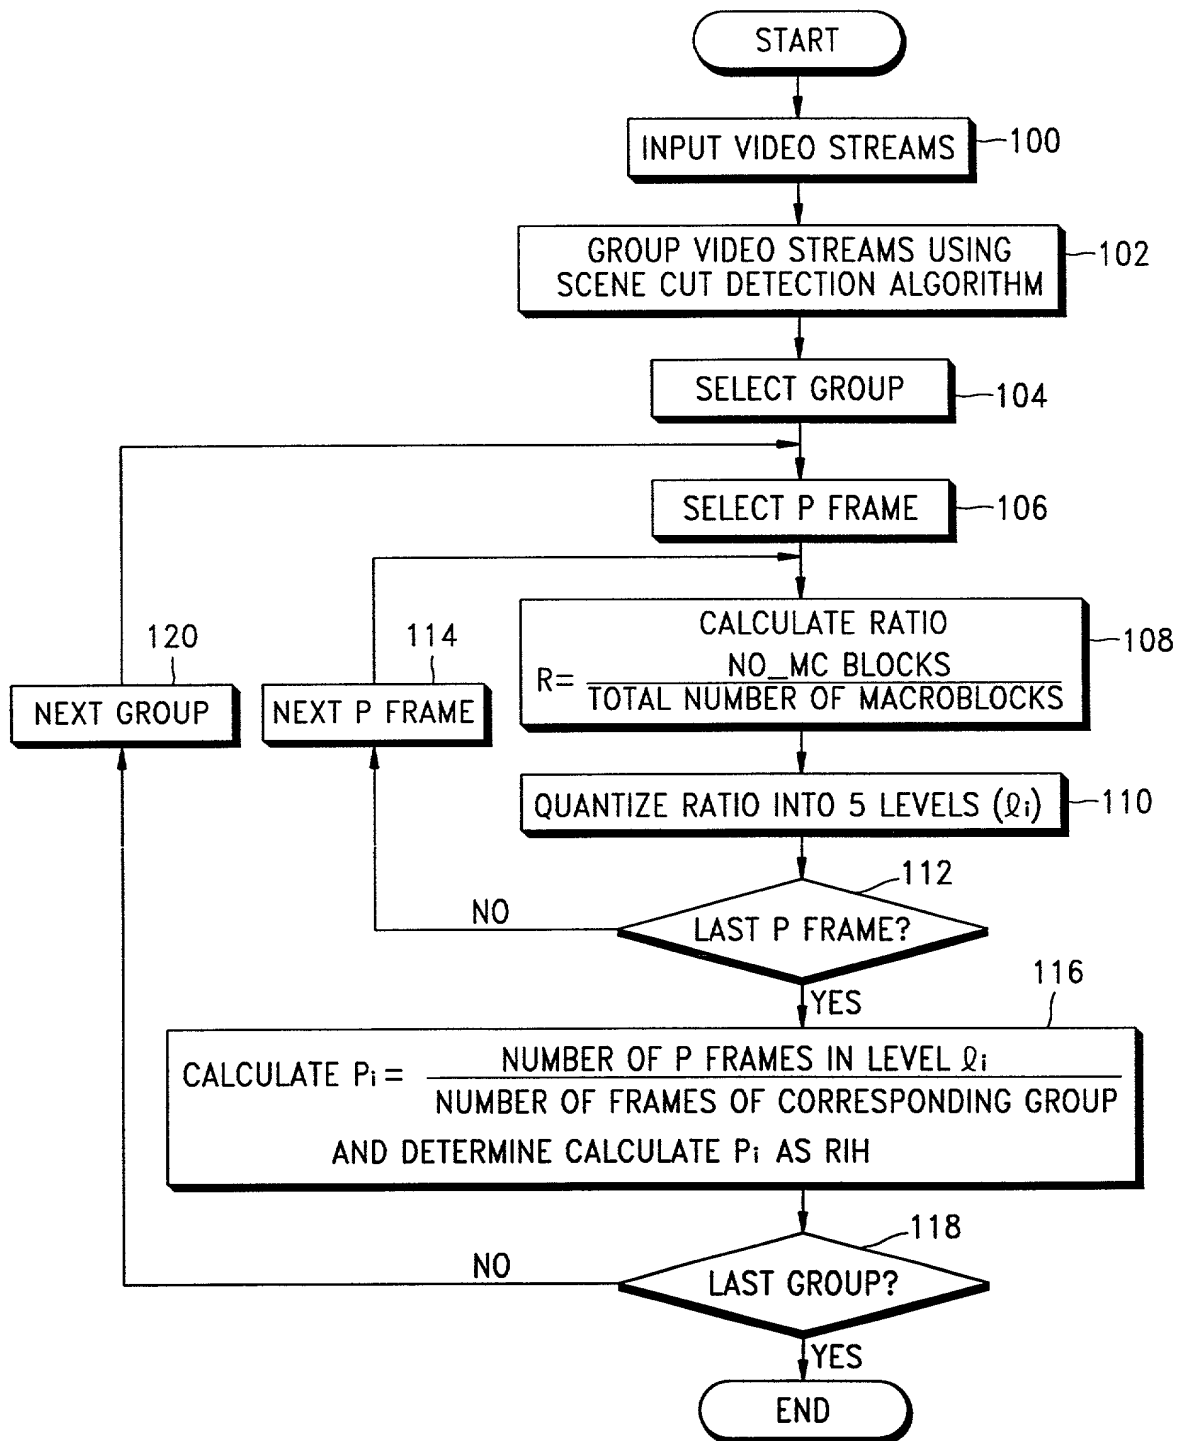 START
INPUT VIDEO STREAMS
100
GROUP VIDEO STREAMS USING
SCENE CUT DETECTION ALGORITHM
102
SELECT GROUP
104
SELECT P FRAME
106
CALCULATE RATIO
R= NO_MC BLOCKS
TOTAL NUMBER OF MACROBLOCKS
108
120
NEXT GROUP
114
NEXT P FRAME
QUANTIZE RATIO INTO 5 LEVELS (ℓi)
110
112
LAST P FRAME?
NO
YES
116
CALCULATE Pi = NUMBER OF P FRAMES IN LEVEL ℓi
NUMBER OF FRAMES OF CORRESPONDING GROUP
AND DETERMINE CALCULATE Pi AS RIH
118
LAST GROUP?
NO
YES
END